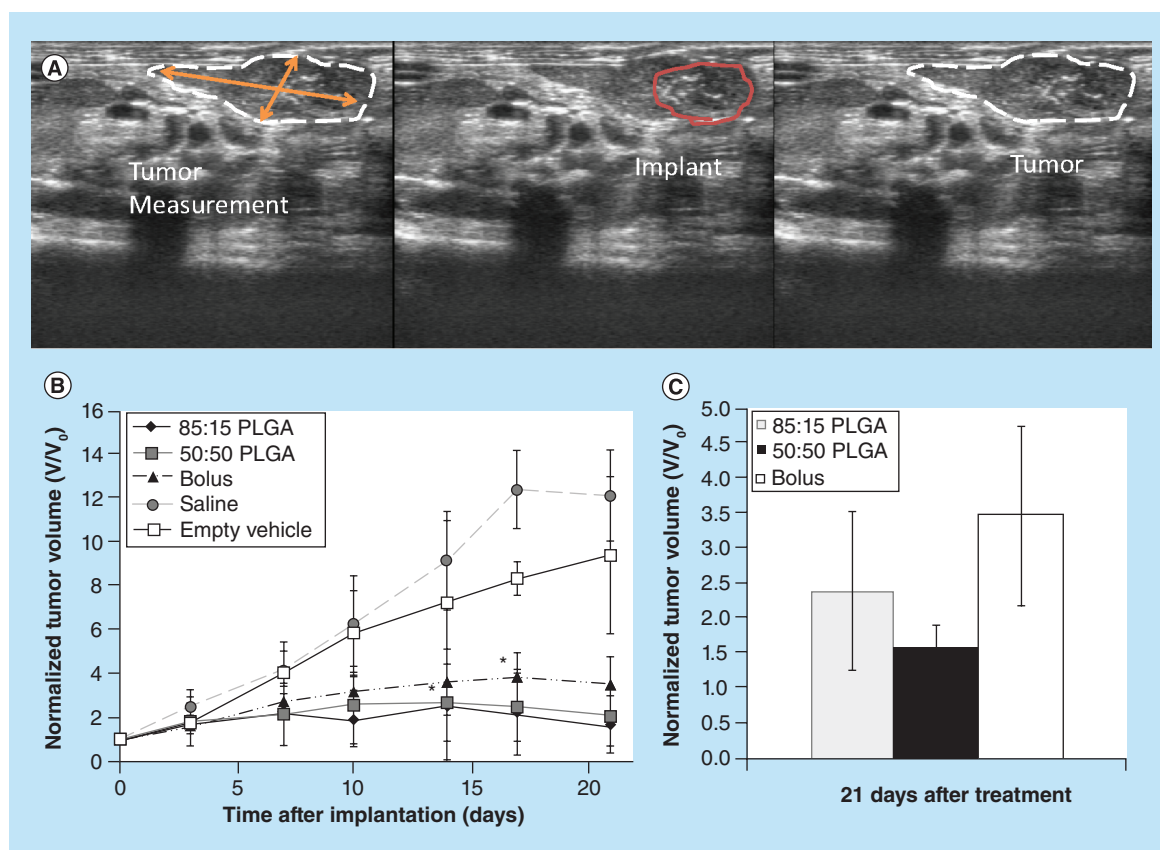 A
Tumor
Measurement
Implant
Tumor
B
Normalized tumor volume (V/V0)
16
14
12
10
8
6
4
2
0
85:15 PLGA
50:50 PLGA
Bolus
Saline
Empty vehicle
*
*
0 5 10 15 20
Time after implantation (days)
C
Normalized tumor volume (V/V0)
5.0
4.5
4.0
3.5
3.0
2.5
2.0
1.5
1.0
0.5
0.0
85:15 PLGA
50:50 PLGA
Bolus
21 days after treatment